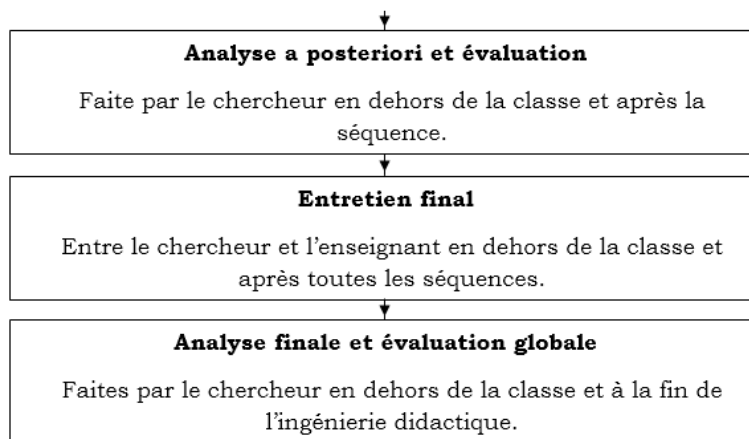 Analyse a posteriori et évaluation
Faite par le chercheur en dehors de la classe et après la
séquence.
Entretien final
Entre le chercheur et l’enseignant en dehors de la classe et
après toutes les séquences.
Analyse finale et évaluation globale
Faites par le chercheur en dehors de la classe et à la fin de
l’ingénierie didactique.